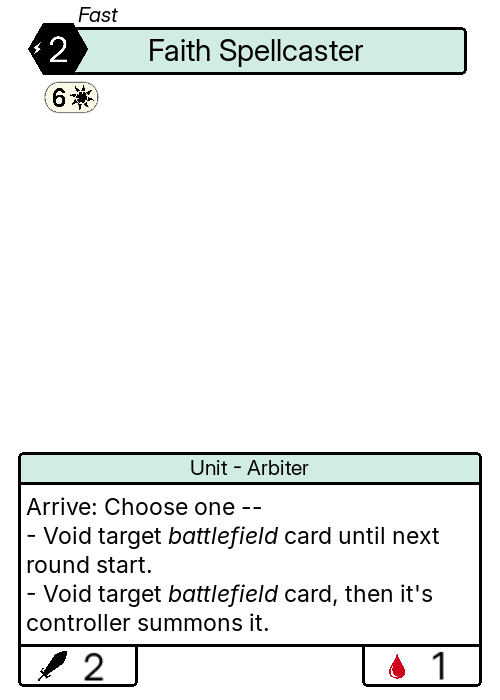 Fast
2
Faith Spellcaster
6
Unit - Arbiter
Arrive: Choose one --
- Void target battlefield card until next
round start.
- Void target battlefield card, then it's
controller summons it.
2
1